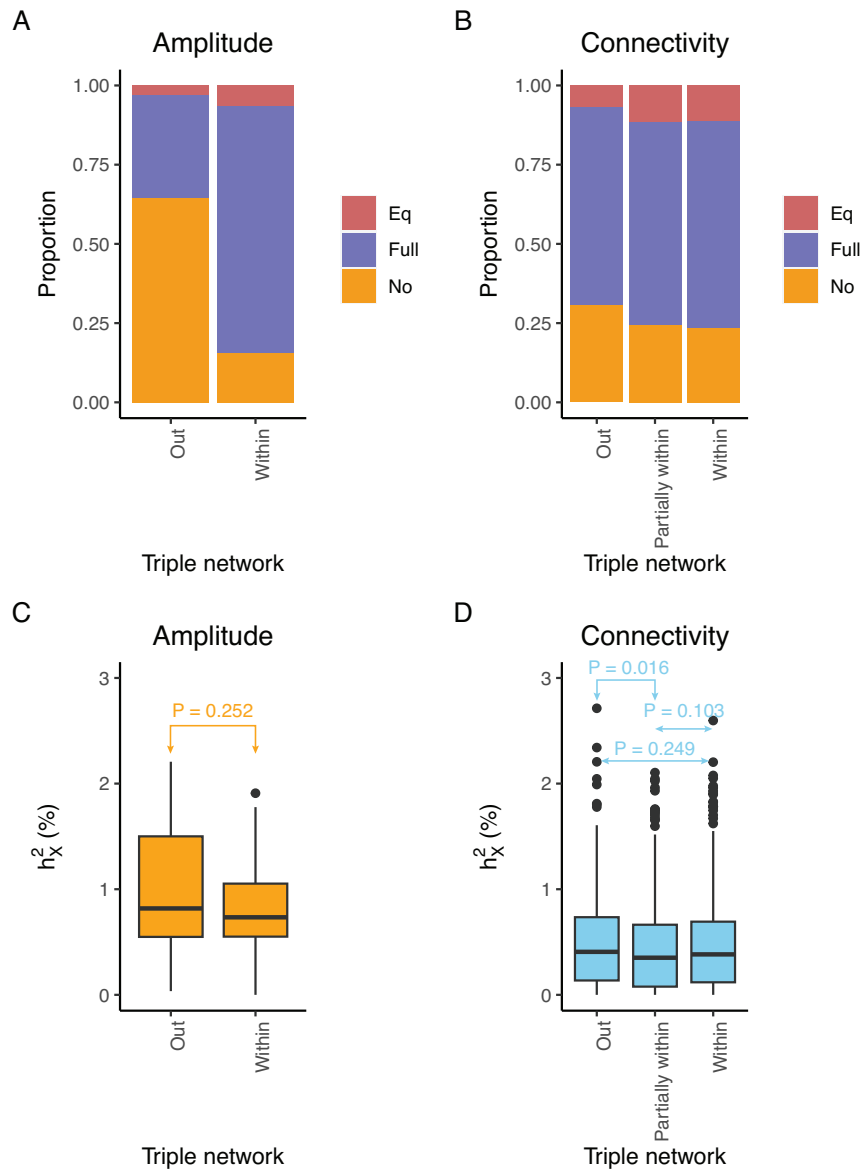 A
Amplitude
1.00
0.75
0.50
0.25
0.00
Proportion
Eq
Full
No
Out
Within
Triple network
B
Connectivity
1.00
0.75
0.50
0.25
0.00
Proportion
Eq
Full
No
Out
Partially within
Within
Triple network
C
Amplitude
3
2
1
0
h²X (%)
P = 0.252
Out
Within
Triple network
D
Connectivity
3
2
1
0
h²X (%)
P = 0.016
P = 0.103
P = 0.249
Out
Partially within
Within
Triple network